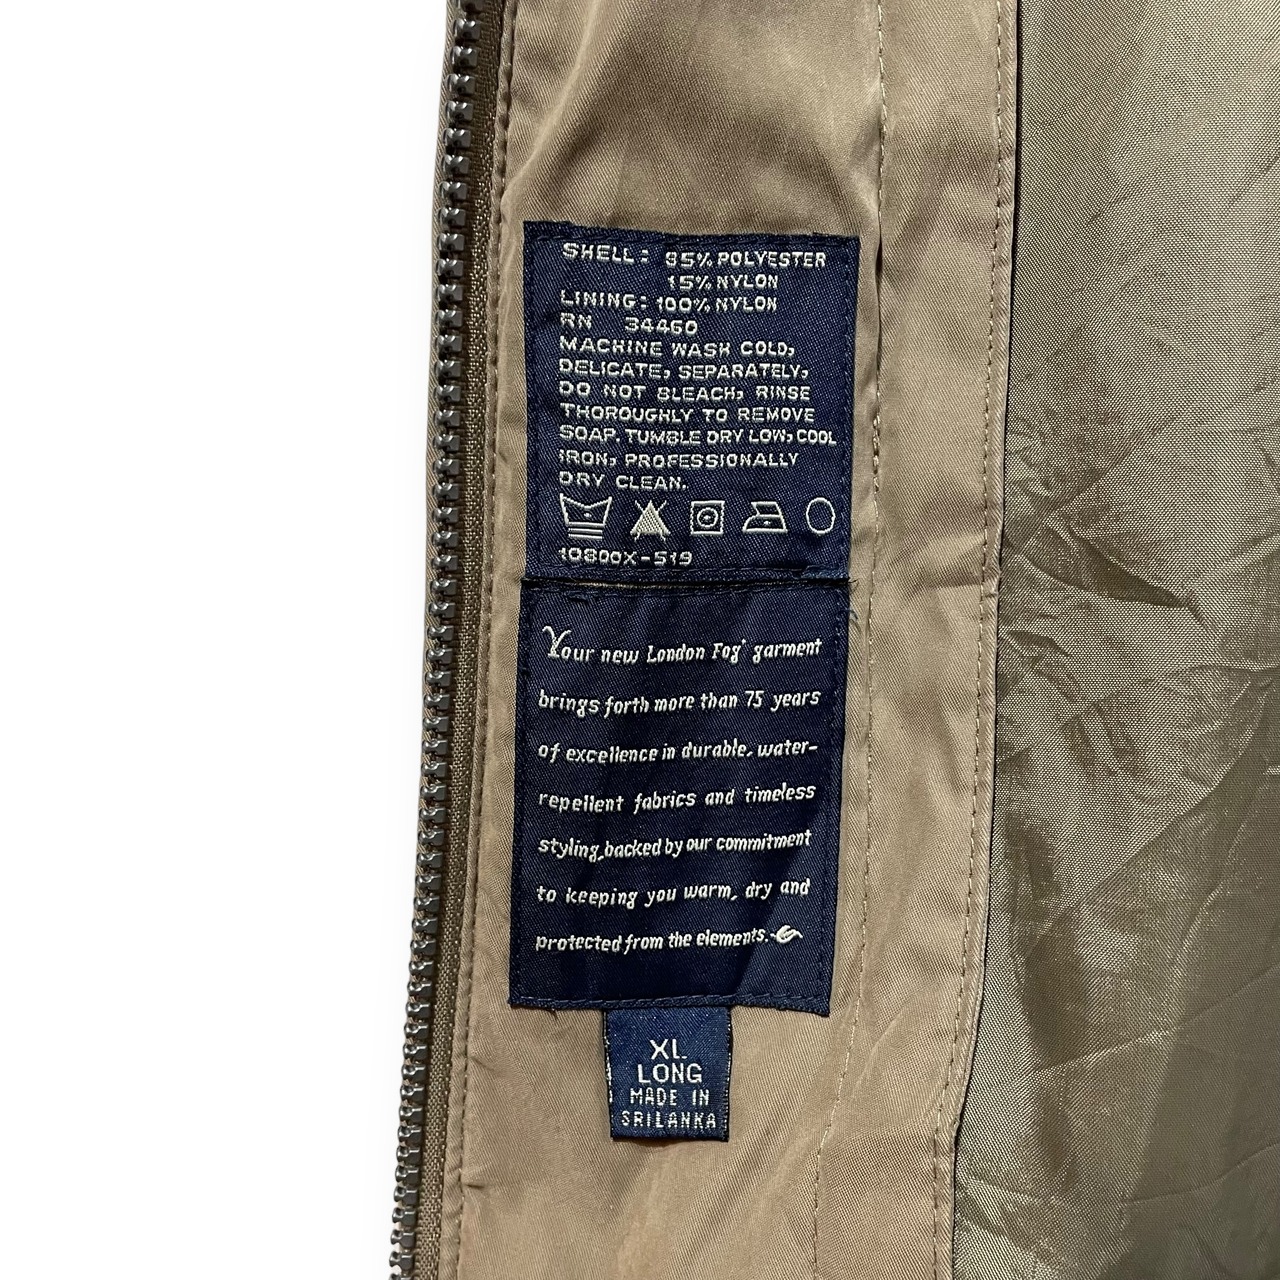 SHELL: 85% POLYESTER
15% NYLON
LINING: 100% NYLON
RN 34460
MACHINE WASH COLD,
DELICATE, SEPARATELY,
DO NOT BLEACH, RINSE
THOROUGHLY TO REMOVE
SOAP. TUMBLE DRY LOW, COOL
IRON, PROFESSIONALLY
DRY CLEAN.
10800X-519
Your new London Fog® garment
brings forth more than 75 years
of excellence in durable, water-
repellent fabrics and timeless
styling, backed by our commitment
to keeping you warm, dry and
protected from the elements.
XL
LONG
MADE IN
SRI LANKA